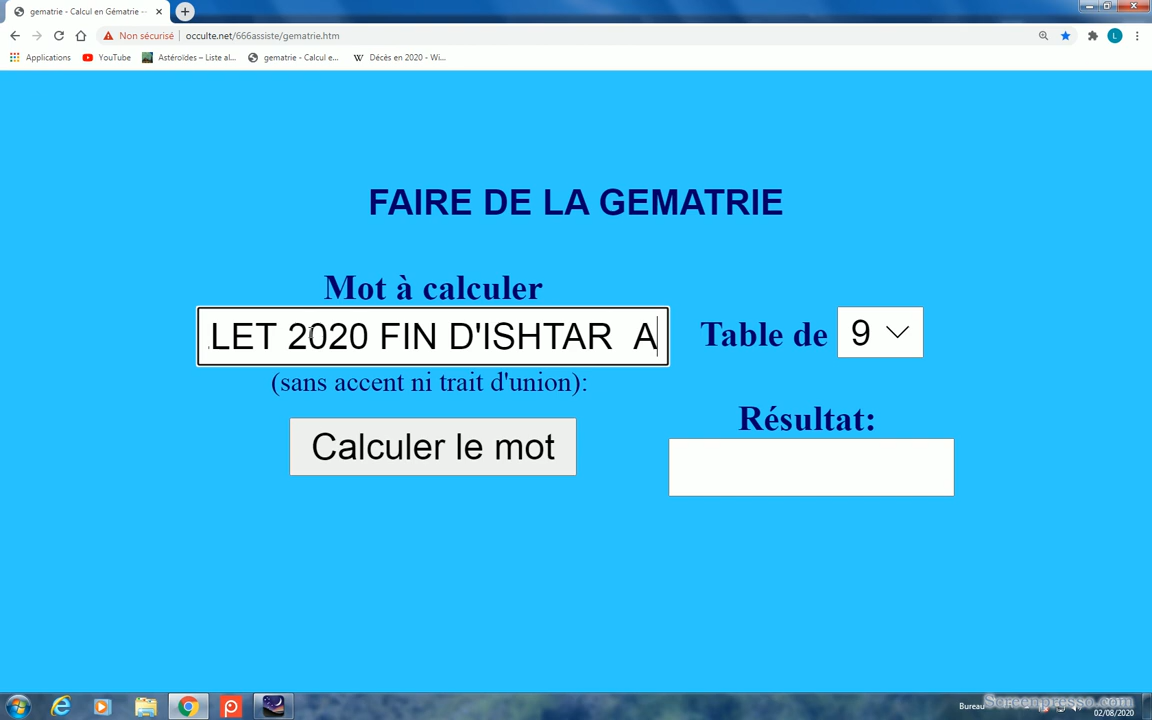 gematrie - Calcul en Gématrie --
Non sécurisé
occulte.net/666assiste/gematrie.htm
L
Applications
YouTube
Astéroïdes – Liste al...
gematrie - Calcul e...
W
Décès en 2020 - Wi...
FAIRE DE LA GEMATRIE
Mot à calculer
LET 2020 FIN D'ISHTAR  A
Table de 9
(sans accent ni trait d'union):
Calculer le mot
Résultat:
Bureau
Screenpresso.com
02/08/2020